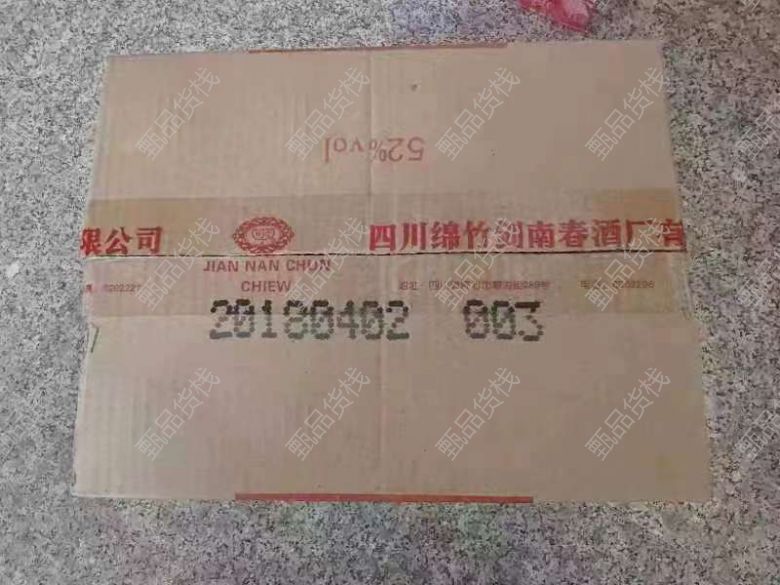 52%vol
限公司
四川绵竹剑南春酒厂有
JIAN NAN CHUN
CHIEW
6202227
20180402 003
甄品货栈